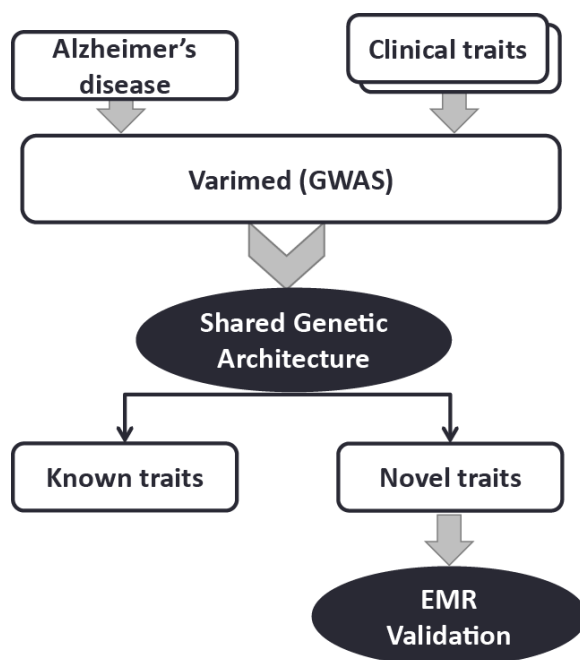 Alzheimer’s
disease
Clinical traits
Varimed (GWAS)
Shared Genetic
Architecture
Known traits
Novel traits
EMR
Validation